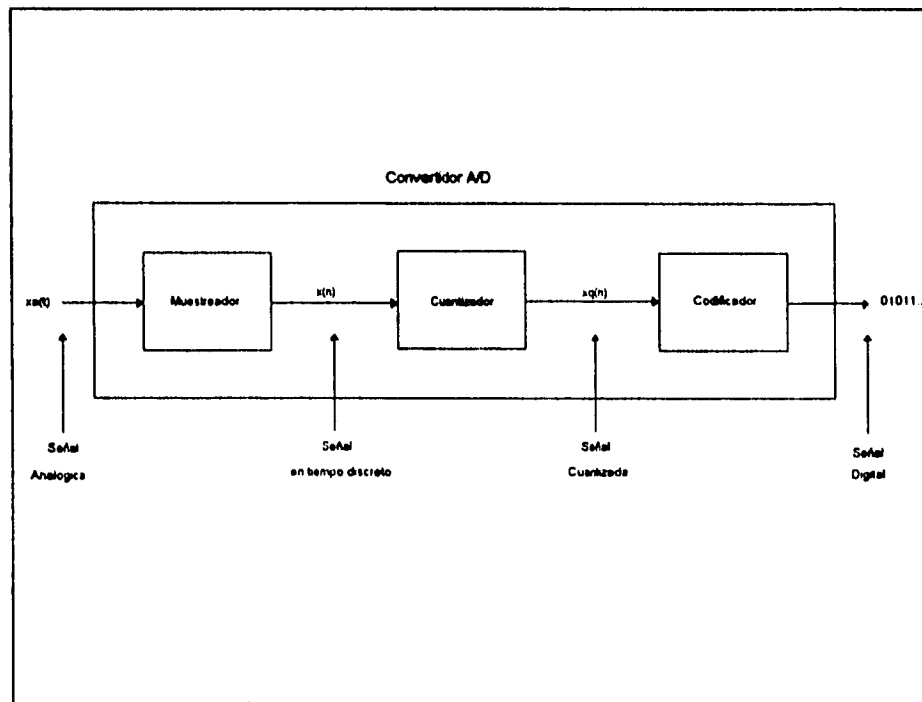 Convertidor A/D
xa(t)
Muestreador
x(n)
Cuantizador
xq(n)
Codificador
01011..
Señal
Analogica
Señal
en tiempo discreto
Señal
Cuantizada
Señal
Digital